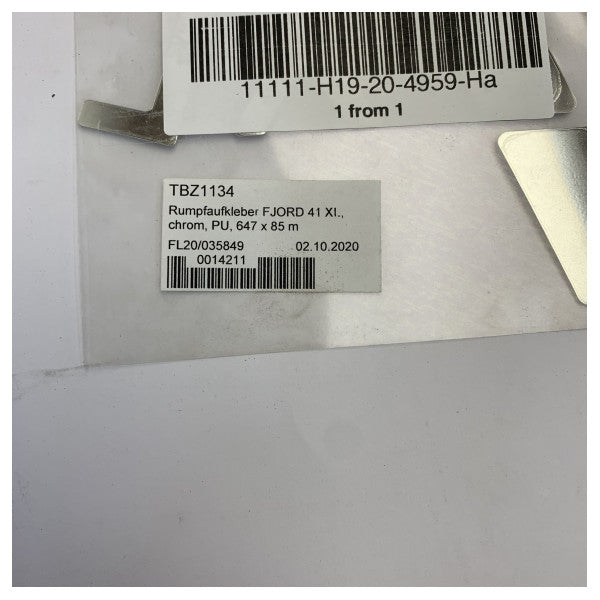 11111-H19-20-4959-Ha
1 from 1
TBZ1134
Rumpfaufkleber FJORD 41 XL,
chrom, PU, 647 x 85 m
FL20/035849 02.10.2020
0014211